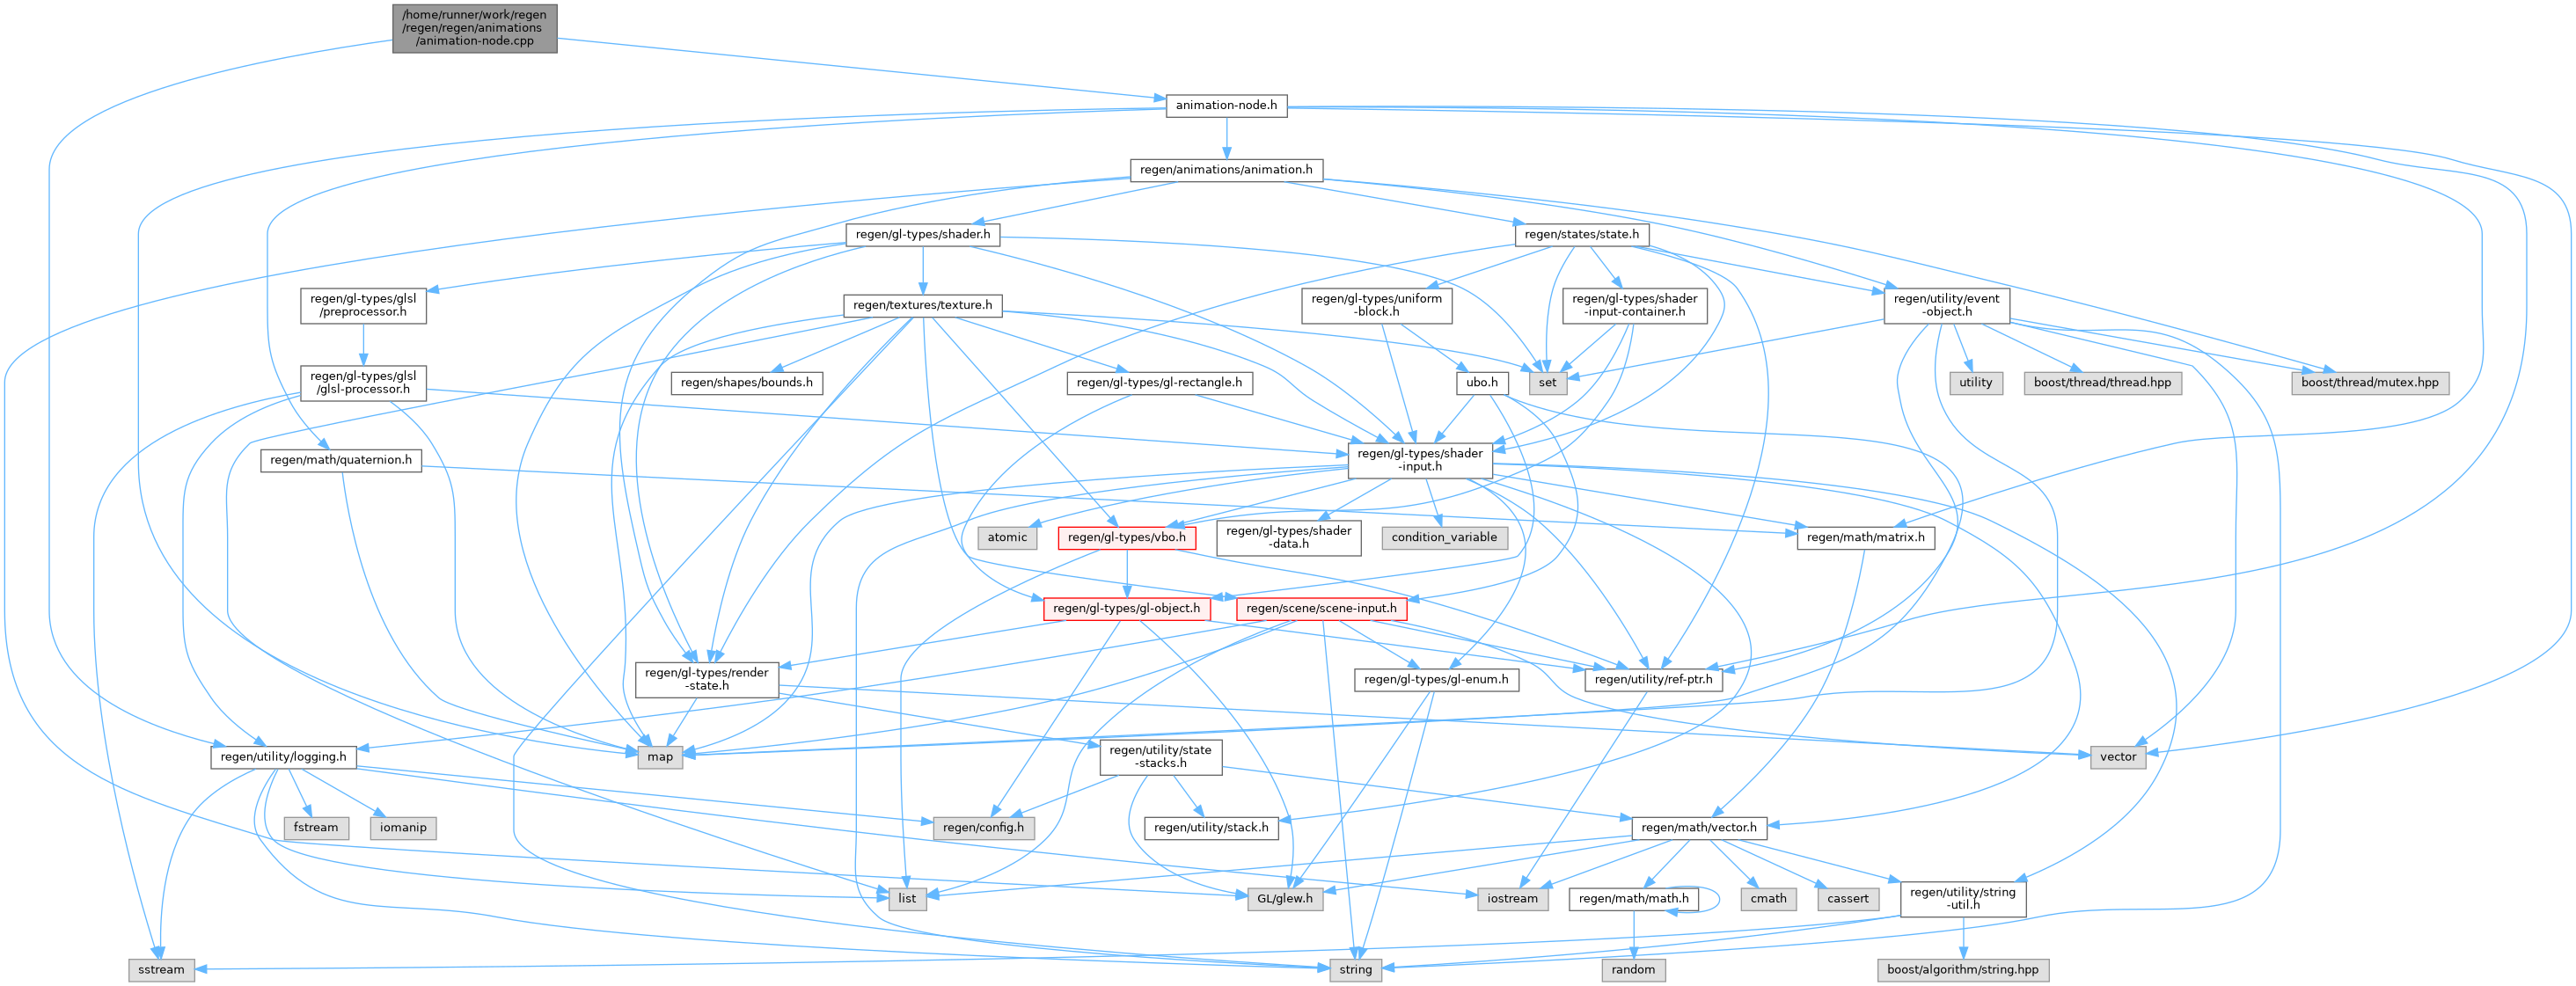 /home/runner/work/regen
/regen/regen/animations
/animation-node.cpp
animation-node.h
regen/animations/animation.h
regen/gl-types/shader.h
regen/states/state.h
regen/gl-types/glsl
/preprocessor.h
regen/textures/texture.h
regen/gl-types/uniform
-block.h
regen/gl-types/shader
-input-container.h
regen/utility/event
-object.h
regen/gl-types/glsl
/glsl-processor.h
regen/shapes/bounds.h
regen/gl-types/gl-rectangle.h
ubo.h
set
utility
boost/thread/thread.hpp
boost/thread/mutex.hpp
regen/math/quaternion.h
regen/gl-types/shader
-input.h
atomic
regen/gl-types/vbo.h
regen/gl-types/shader
-data.h
condition_variable
regen/math/matrix.h
regen/gl-types/gl-object.h
regen/scene/scene-input.h
regen/gl-types/render
-state.h
regen/gl-types/gl-enum.h
regen/utility/ref-ptr.h
regen/utility/logging.h
map
regen/utility/state
-stacks.h
vector
fstream
iomanip
regen/config.h
regen/utility/stack.h
regen/math/vector.h
list
GL/glew.h
iostream
regen/math/math.h
cmath
cassert
regen/utility/string
-util.h
sstream
string
random
boost/algorithm/string.hpp